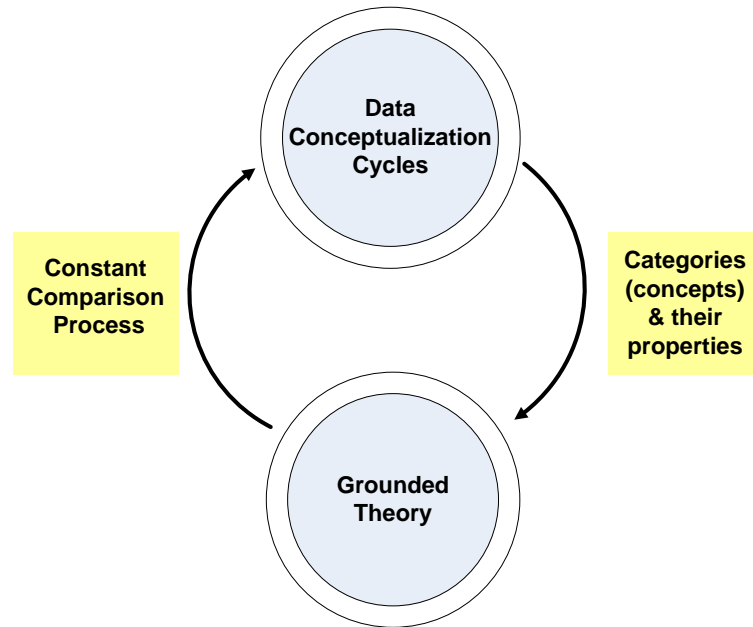 Data
Conceptualization
Cycles
Constant
Comparison
Process
Categories
(concepts)
& their
properties
Grounded
Theory